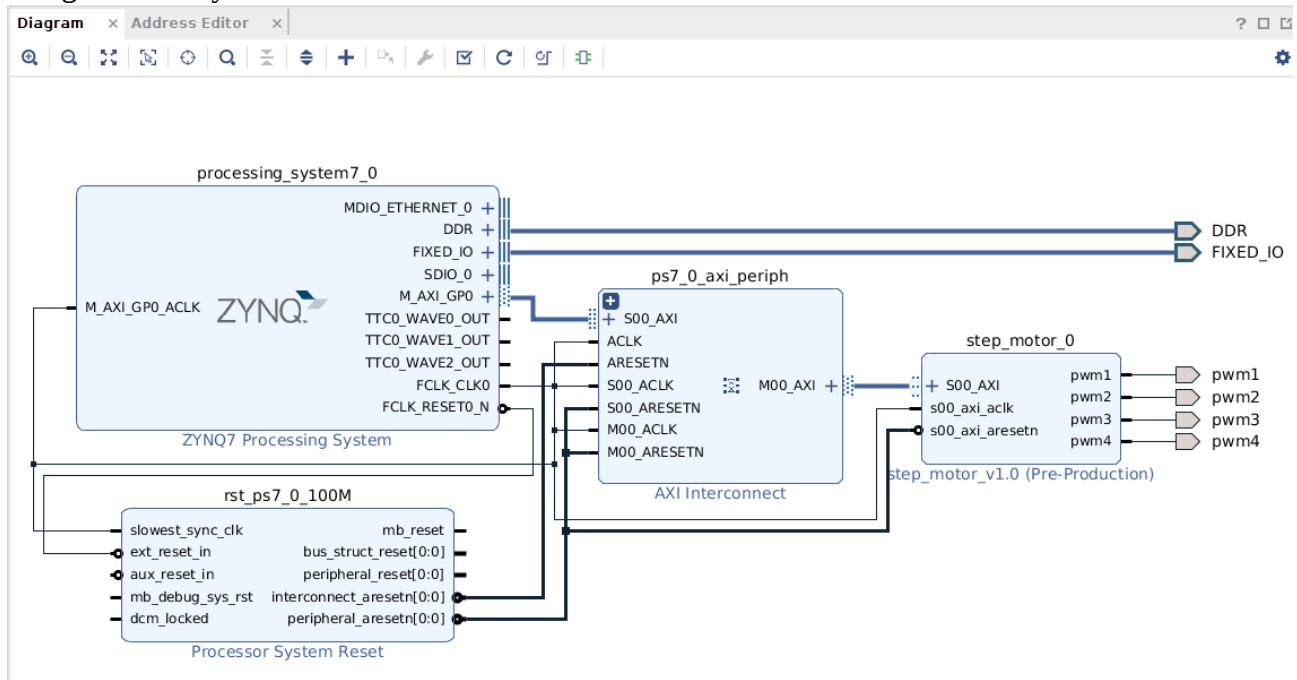 Diagram × Address Editor ×
processing_system7_0
MDIO_ETHERNET_0
DDR
FIXED_IO
SDIO_0
M_AXI_GP0
M_AXI_GP0_ACLK
ZYNQ
TTC0_WAVE0_OUT
TTC0_WAVE1_OUT
TTC0_WAVE2_OUT
FCLK_CLK0
FCLK_RESET0_N
ZYNQ7 Processing System
DDR
FIXED_IO
ps7_0_axi_periph
S00_AXI
ACLK
ARESETN
S00_ACLK
M00_AXI
S00_ARESETN
M00_ACLK
M00_ARESETN
AXI Interconnect
step_motor_0
S00_AXI
s00_axi_aclk
s00_axi_aresetn
pwm1
pwm2
pwm3
pwm4
step_motor_v1.0 (Pre-Production)
pwm1
pwm2
pwm3
pwm4
rst_ps7_0_100M
slowest_sync_clk
ext_reset_in
aux_reset_in
mb_debug_sys_rst
dcm_locked
mb_reset
bus_struct_reset[0:0]
peripheral_reset[0:0]
interconnect_aresetn[0:0]
peripheral_aresetn[0:0]
Processor System Reset